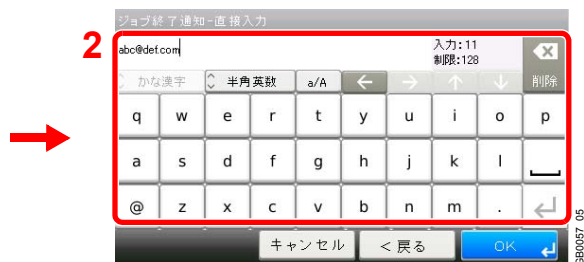 ジョブ終了通知-直接入力
2
abc@def.com
入力:11
制限:128
かな漢字 半角英数 a/A ← → ↑ ↓ 削除
q w e r t y u i o p
a s d f g h j k l
@ z x c v b n m .
キャンセル < 戻る OK
GB0057_05